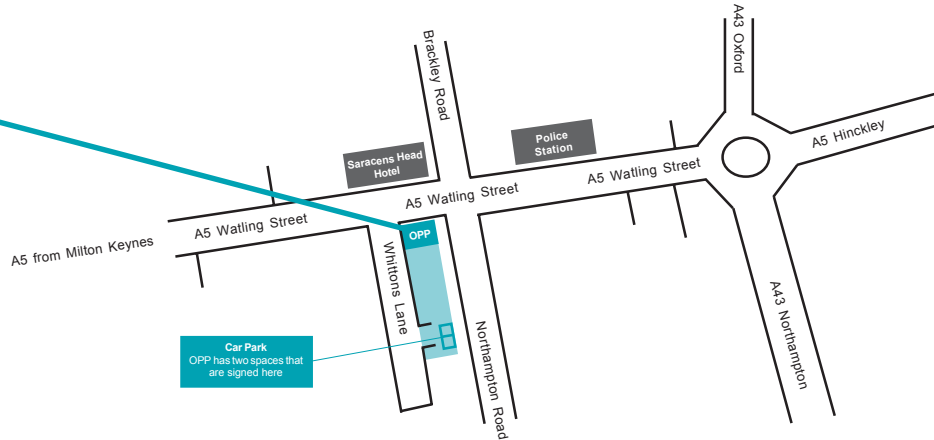 A43 Oxford
Brackley Road
A5 Hinckley
Police
Station
Saracens Head
Hotel
A5 Watling Street
A5 Watling Street
A5 Watling Street
A5 from Milton Keynes
OPP
Whittons Lane
A43 Northampton
Northampton Road
Car Park
OPP has two spaces that
are signed here